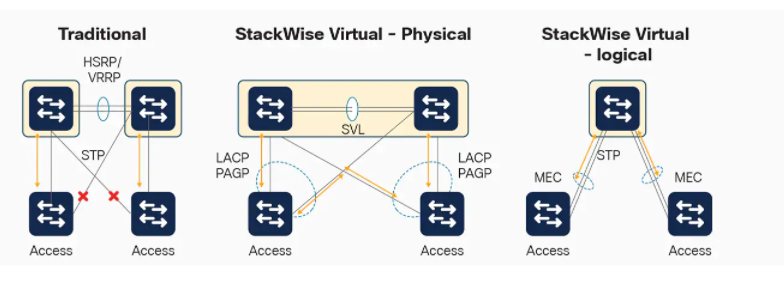 Traditional
HSRP/
VRRP
STP
Access
Access
StackWise Virtual - Physical
SVL
LACP
PAGP
LACP
PAGP
Access
Access
StackWise Virtual
- logical
STP
MEC
MEC
Access
Access